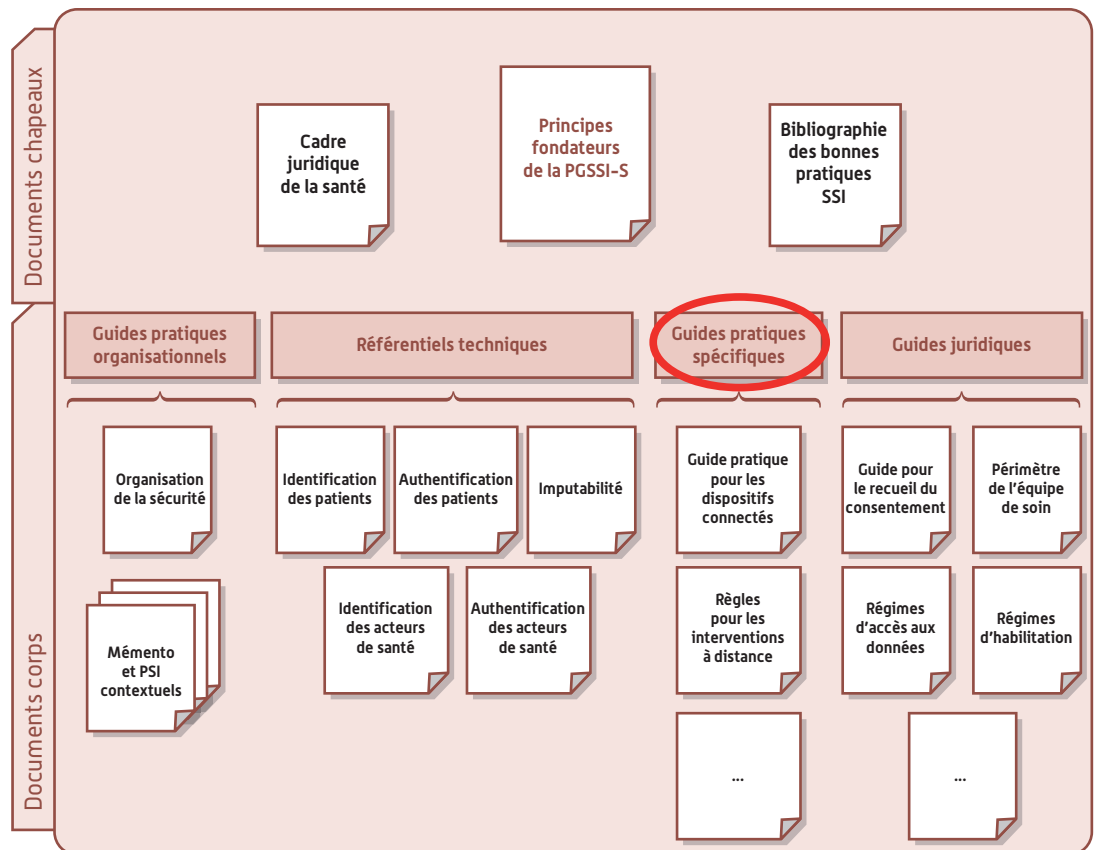 Documents chapeaux
Cadre
juridique
de la santé
Principes
fondateurs
de la PGSSI-S
Bibliographie
des bonnes
pratiques
SSI
Documents corps
Guides pratiques
organisationnels
Référentiels techniques
Guides pratiques
spécifiques
Guides juridiques
Organisation
de la sécurité
Identification
des patients
Authentification
des patients
Imputabilité
Guide pratique
pour les
dispositifs
connectés
Guide pour
le recueil du
consentement
Périmètre
de l'équipe
de soin
Mémento
et PSI
contextuels
Identification
des acteurs
de santé
Authentification
des acteurs
de santé
Règles
pour les
interventions
à distance
Régimes
d'accès aux
données
Régimes
d'habilitation
...
...